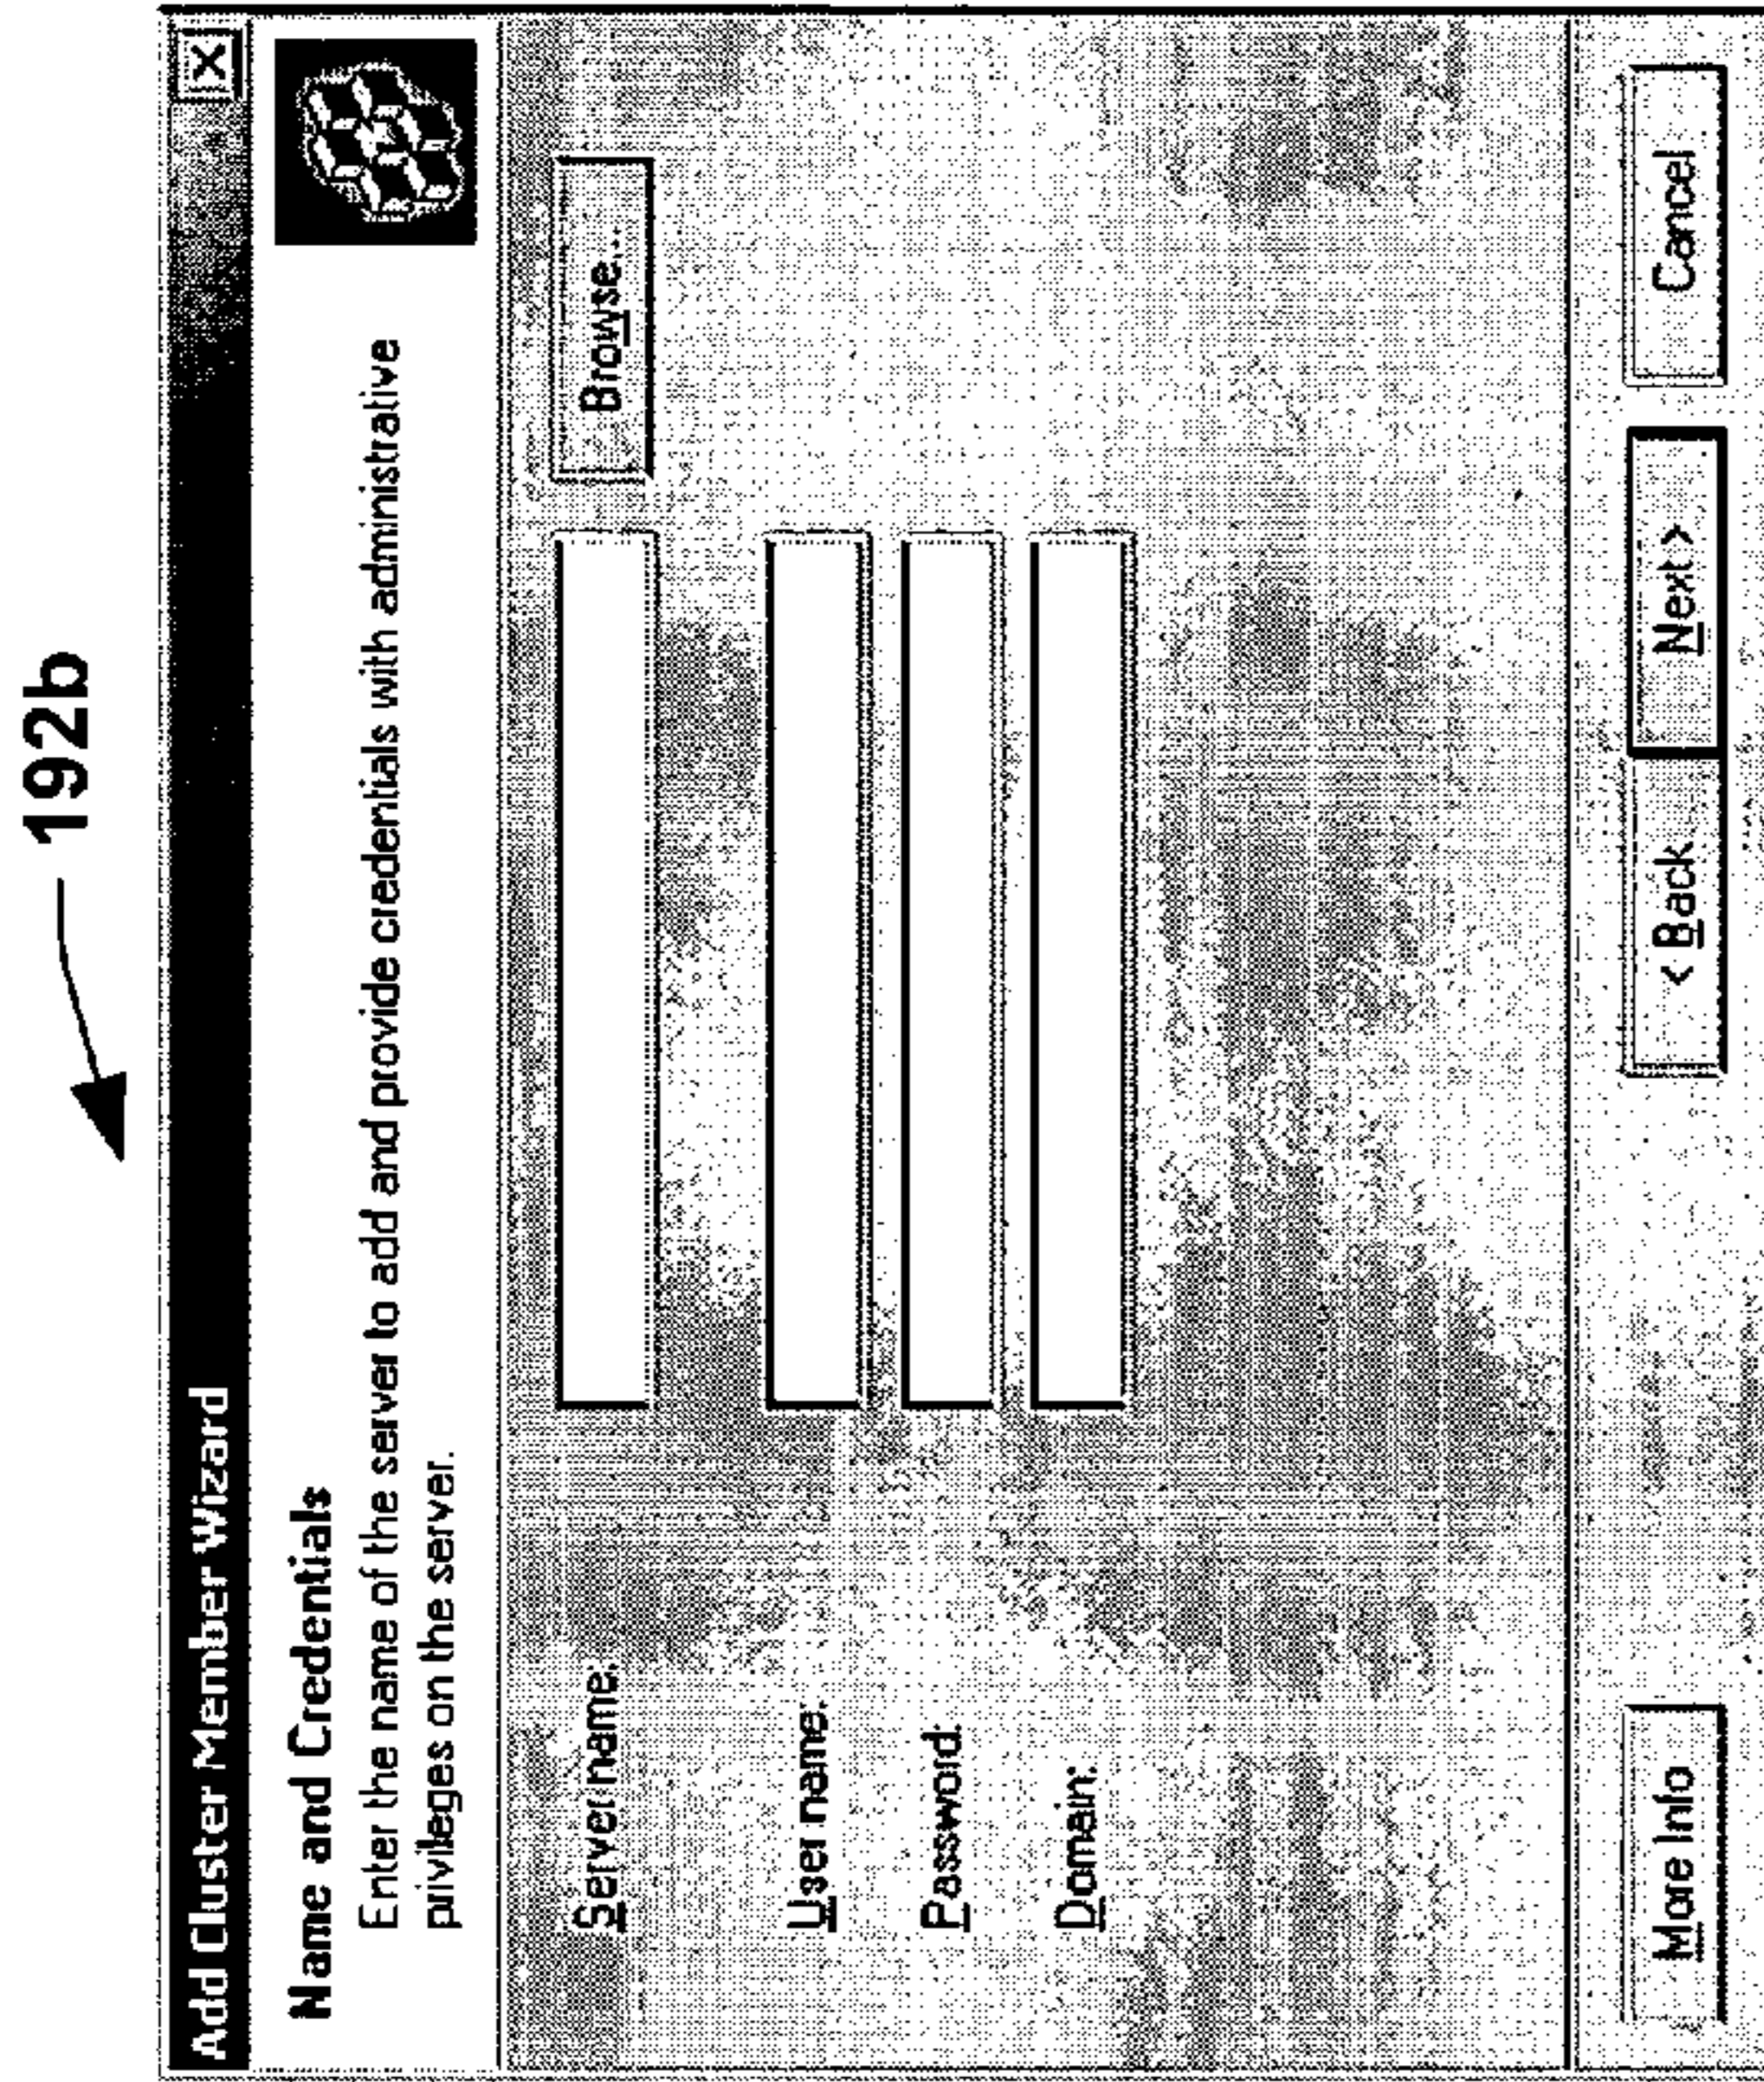 192b
Add Cluster Member Wizard
Name and Credentials
Enter the name of the server to add and provide credentials with administrative
privileges on the server.
Server name:
Browse...
User name:
Password:
Domain:
More Info
< Back
Next >
Cancel